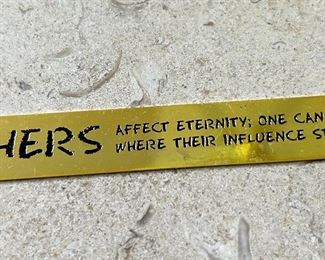 HERS AFFECT ETERNITY; ONE CAN
WHERE THEIR INFLUENCE ST